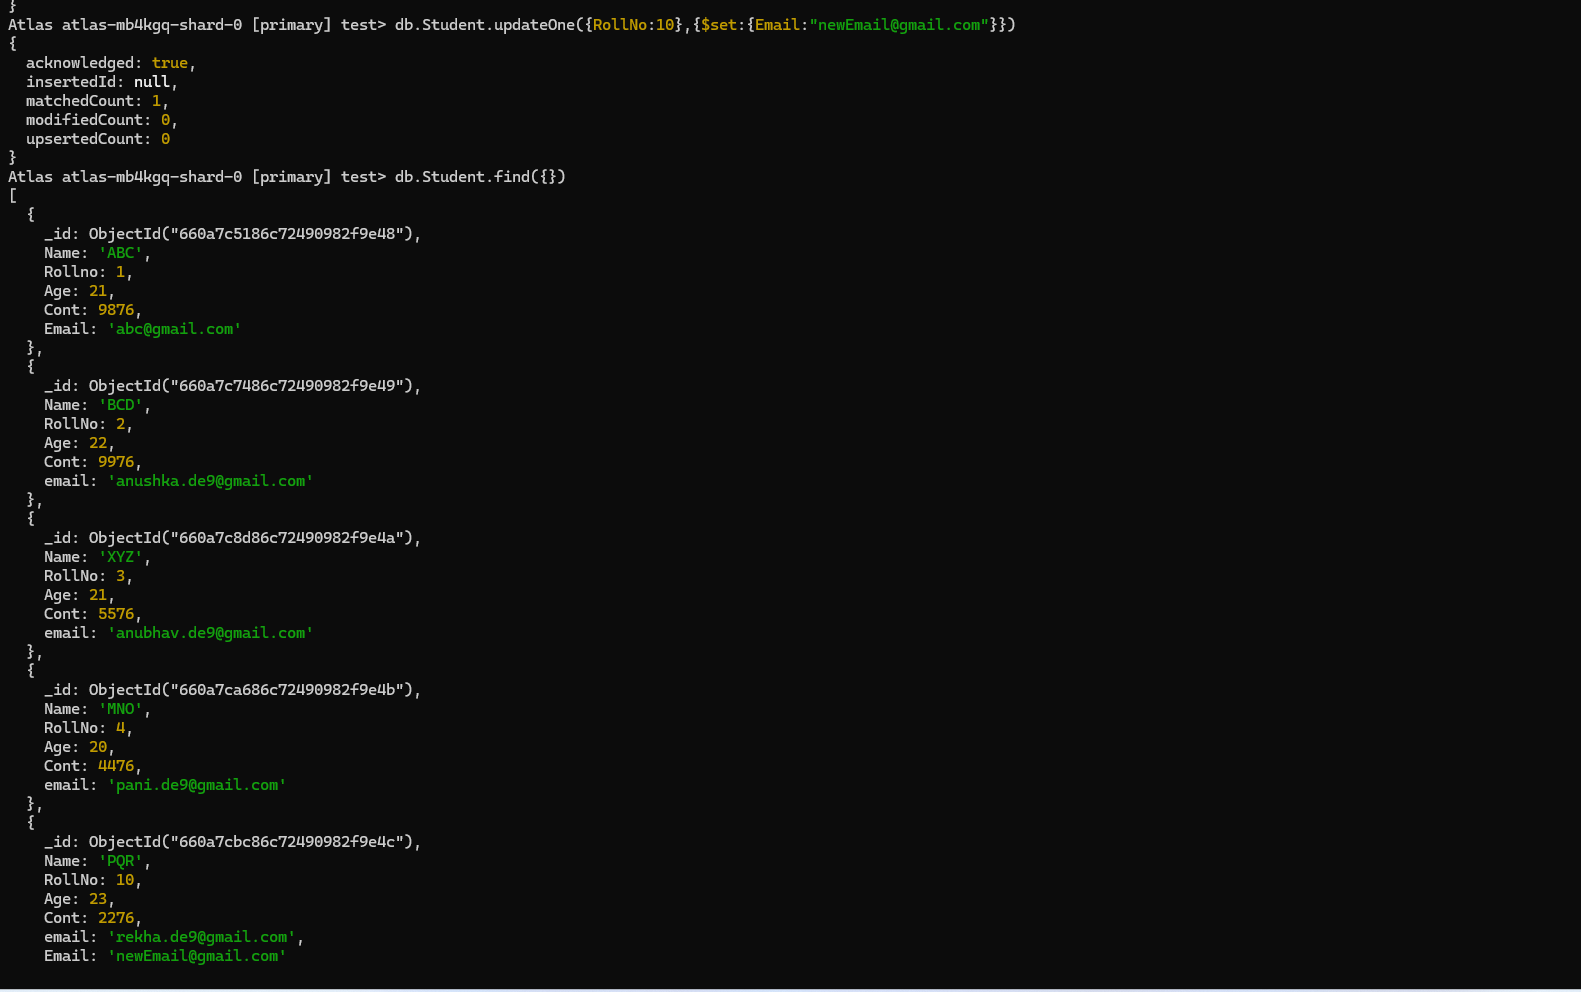 }
Atlas atlas-mb4kgq-shard-0 [primary] test> db.Student.updateOne({RollNo:10},{$set:{Email:"newEmail@gmail.com"}})
{
  acknowledged: true,
  insertedId: null,
  matchedCount: 1,
  modifiedCount: 0,
  upsertedCount: 0
}
Atlas atlas-mb4kgq-shard-0 [primary] test> db.Student.find({})
[
  {
    _id: ObjectId("660a7c5186c72490982f9e48"),
    Name: 'ABC',
    Rollno: 1,
    Age: 21,
    Cont: 9876,
    Email: 'abc@gmail.com'
  },
  {
    _id: ObjectId("660a7c7486c72490982f9e49"),
    Name: 'BCD',
    RollNo: 2,
    Age: 22,
    Cont: 9976,
    email: 'anushka.de9@gmail.com'
  },
  {
    _id: ObjectId("660a7c8d86c72490982f9e4a"),
    Name: 'XYZ',
    RollNo: 3,
    Age: 21,
    Cont: 5576,
    email: 'anubhav.de9@gmail.com'
  },
  {
    _id: ObjectId("660a7ca686c72490982f9e4b"),
    Name: 'MNO',
    RollNo: 4,
    Age: 20,
    Cont: 4476,
    email: 'pani.de9@gmail.com'
  },
  {
    _id: ObjectId("660a7cbc86c72490982f9e4c"),
    Name: 'PQR',
    RollNo: 10,
    Age: 23,
    Cont: 2276,
    email: 'rekha.de9@gmail.com',
    Email: 'newEmail@gmail.com'